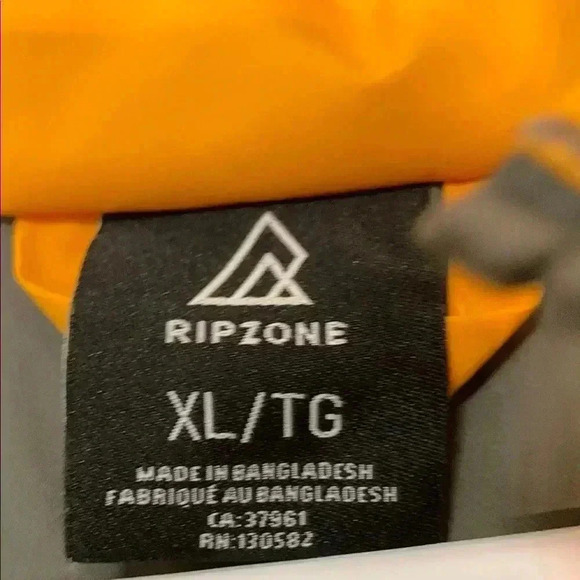 RIPZONE
XL/TG
MADE IN BANGLADESH
FABRIQUÉ AU BANGLADESH
CA:37961
RN:130582